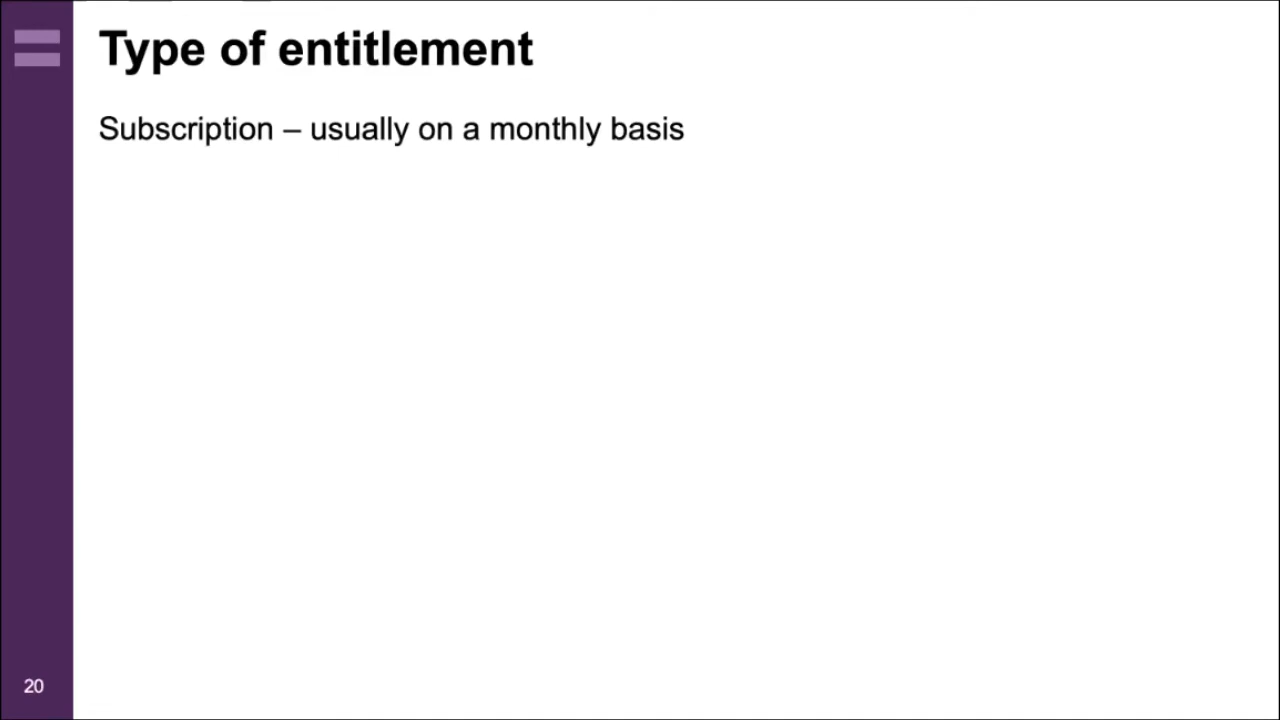 Type of entitlement
Subscription – usually on a monthly basis
20